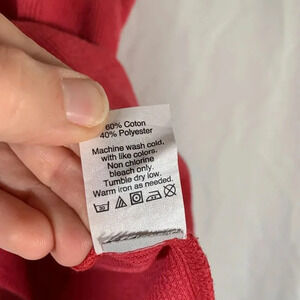 60% Coton
40% Polyester
Machine wash cold,
with like colors.
Non chlorine
bleach only.
Tumble dry low.
Warm iron as needed.
30